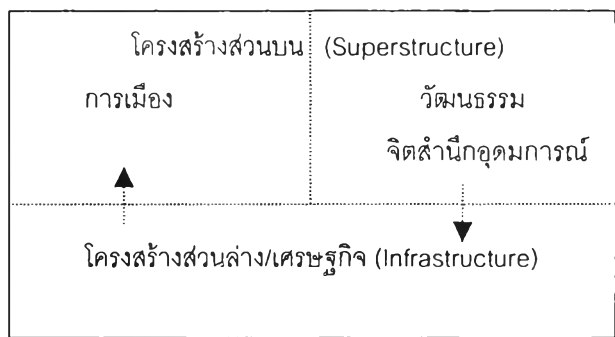 โครงสร้างส่วนบน (Superstructure)
การเมือง วัฒนธรรม
จิตสำนึกอุดมการณ์
โครงสร้างส่วนล่าง/เศรษฐกิจ (Infrastructure)